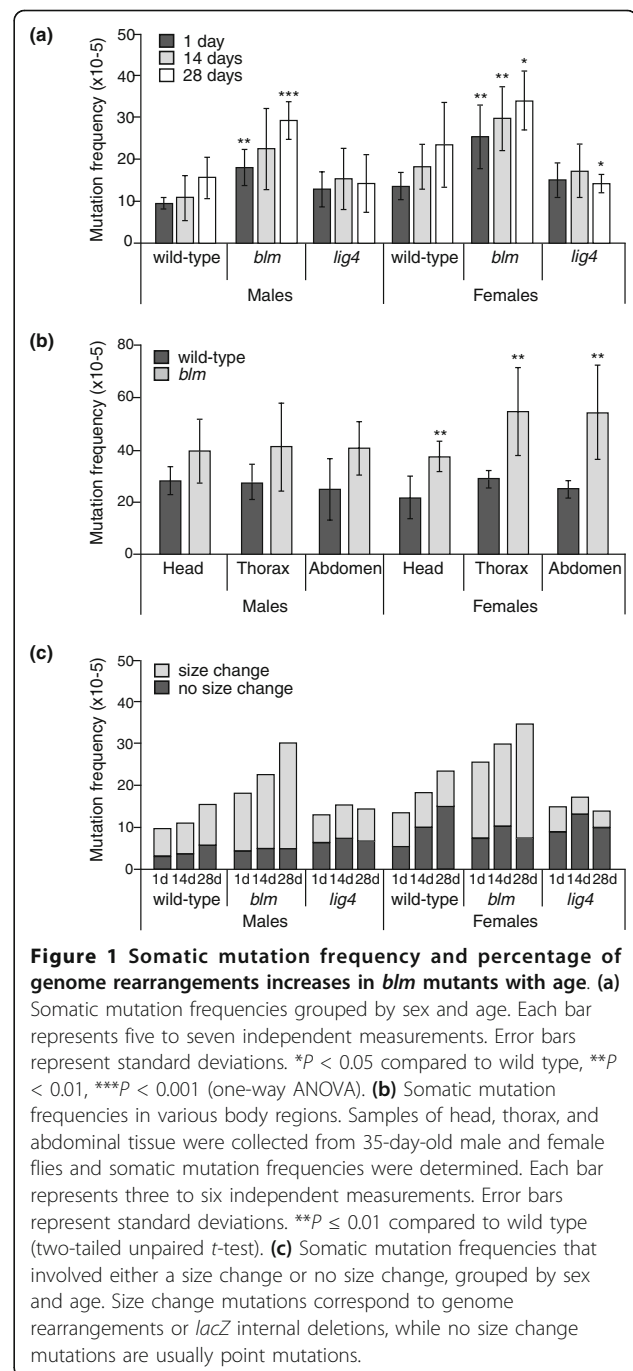 (a)
50
40
30
20
10
0
Mutation frequency (x10-5)
1 day
14 days
28 days
** *** ** ** * *
wild-type blm lig4 wild-type blm lig4
Males Females
(b)
80
60
40
20
0
Mutation frequency (x10-5)
wild-type
blm
** ** **
Head Thorax Abdomen Head Thorax Abdomen
Males Females
(c)
50
40
30
20
10
0
Mutation frequency (x10-5)
size change
no size change
1d 14d 28d 1d 14d 28d 1d 14d 28d 1d 14d 28d 1d 14d 28d 1d 14d 28d
wild-type blm lig4 wild-type blm lig4
Males Females
Figure 1 Somatic mutation frequency and percentage of
genome rearrangements increases in blm mutants with age. (a)
Somatic mutation frequencies grouped by sex and age. Each bar
represents five to seven independent measurements. Error bars
represent standard deviations. *P < 0.05 compared to wild type, **P
< 0.01, ***P < 0.001 (one-way ANOVA). (b) Somatic mutation
frequencies in various body regions. Samples of head, thorax, and
abdominal tissue were collected from 35-day-old male and female
flies and somatic mutation frequencies were determined. Each bar
represents three to six independent measurements. Error bars
represent standard deviations. **P ≤ 0.01 compared to wild type
(two-tailed unpaired t-test). (c) Somatic mutation frequencies that
involved either a size change or no size change, grouped by sex
and age. Size change mutations correspond to genome
rearrangements or lacZ internal deletions, while no size change
mutations are usually point mutations.